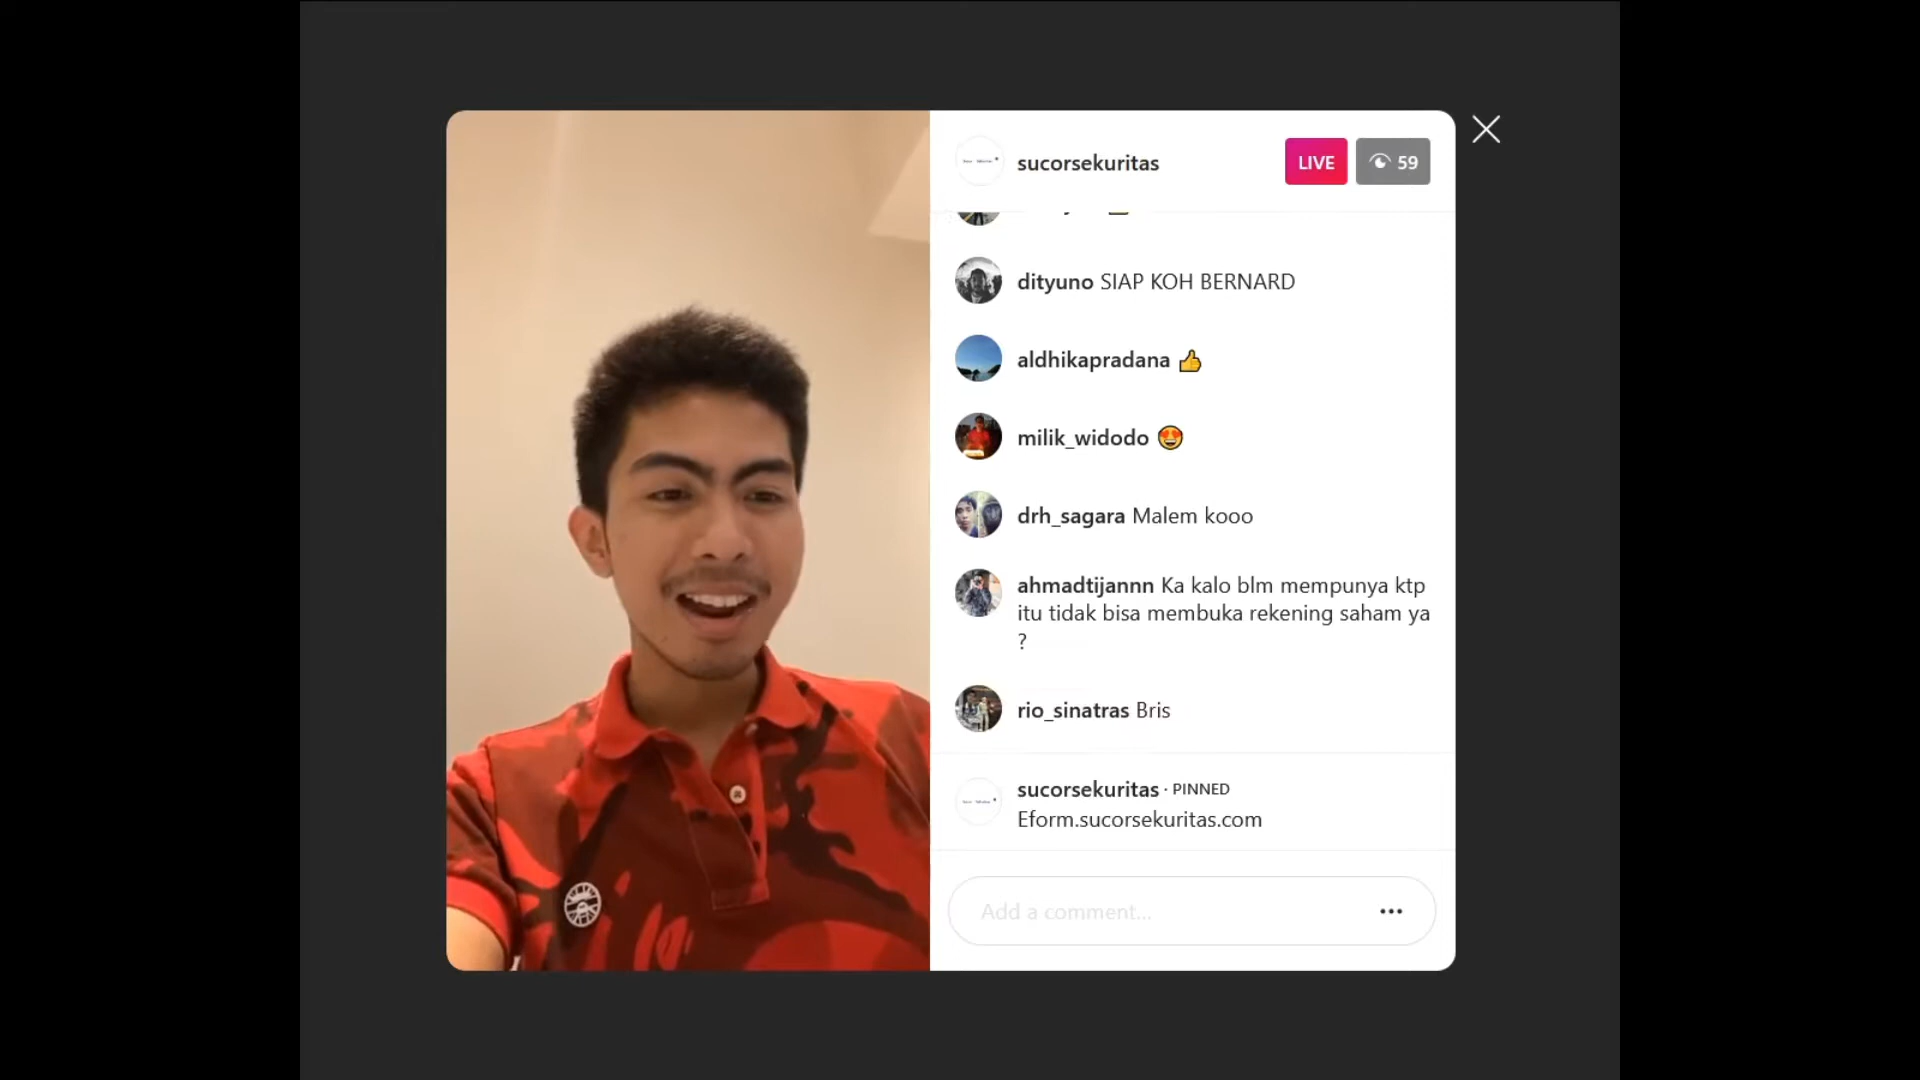 sucorsekuritas
LIVE
59
dityuno SIAP KOH BERNARD
aldhikapradana 👍
milik_widodo 😍
drh_sagara Malem kooo
ahmadtijannn Ka kalo blm mempunya ktp
itu tidak bisa membuka rekening saham ya
?
rio_sinatras Bris
sucorsekuritas · PINNED
Eform.sucorsekuritas.com
Add a comment...